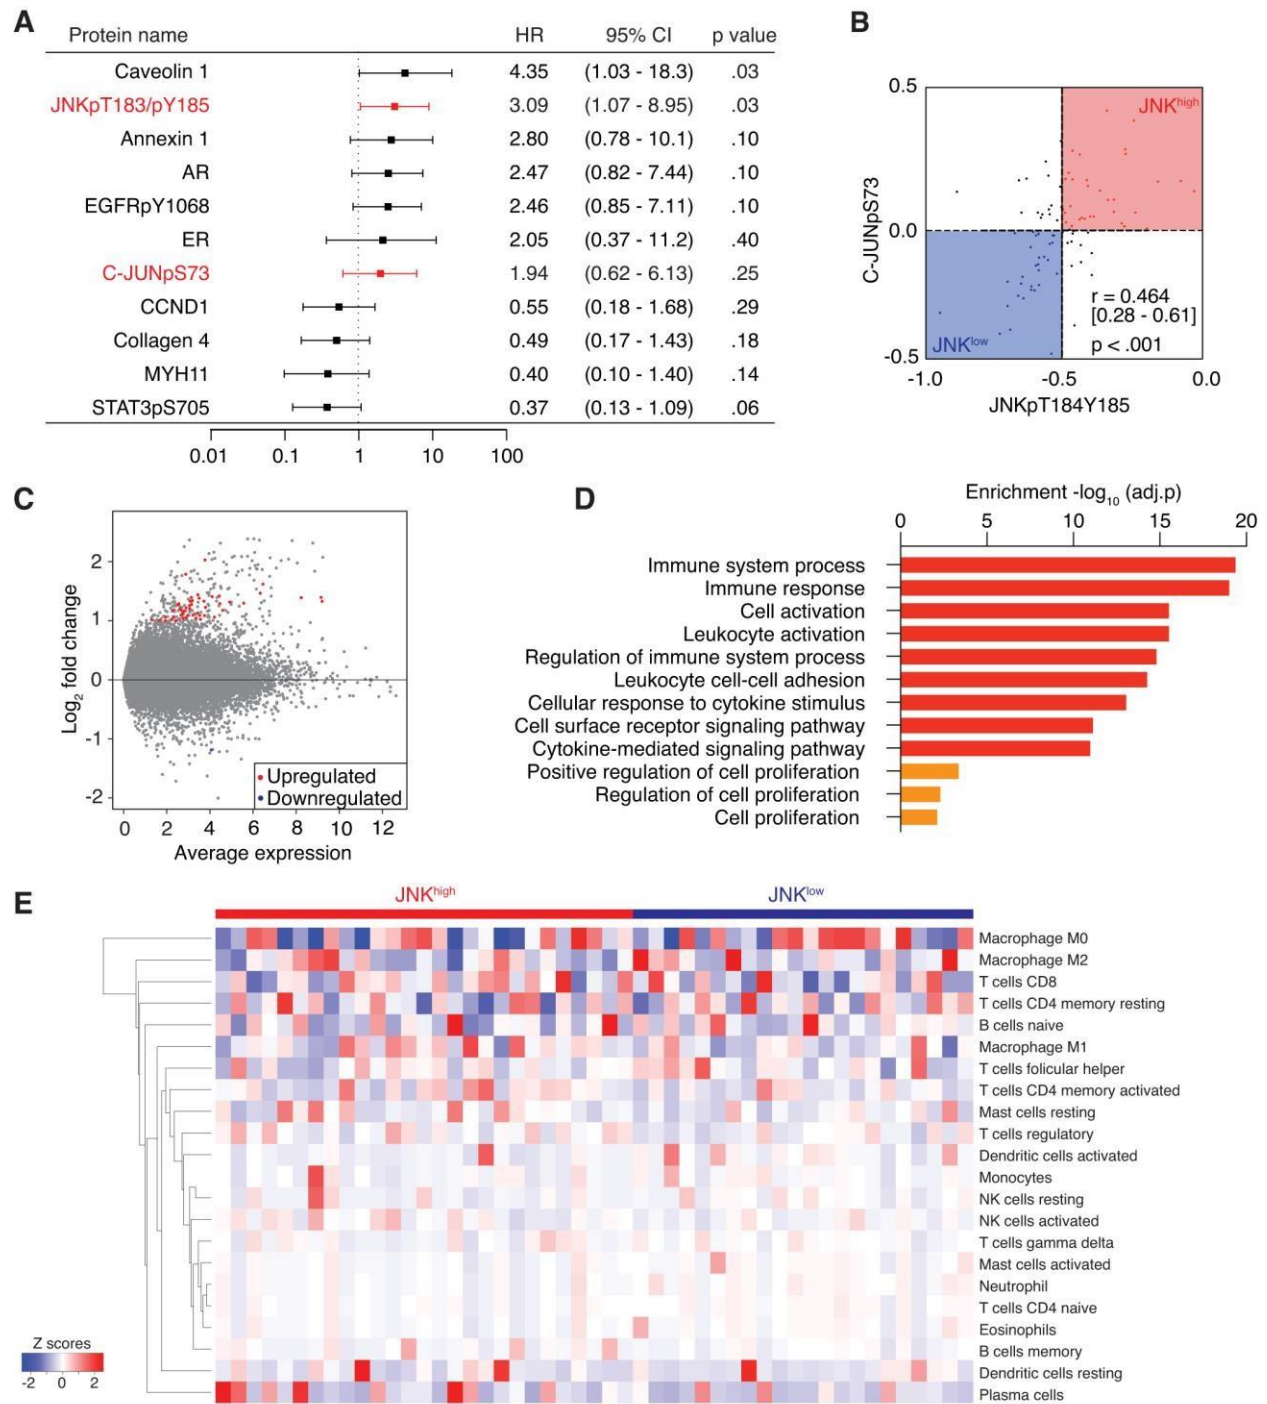 A
Protein name HR 95% CI p value
Caveolin 1 4.35 (1.03 - 18.3) .03
JNKpT183/pY185 3.09 (1.07 - 8.95) .03
Annexin 1 2.80 (0.78 - 10.1) .10
AR 2.47 (0.82 - 7.44) .10
EGFRpY1068 2.46 (0.85 - 7.11) .10
ER 2.05 (0.37 - 11.2) .40
C-JUNpS73 1.94 (0.62 - 6.13) .25
CCND1 0.55 (0.18 - 1.68) .29
Collagen 4 0.49 (0.17 - 1.43) .18
MYH11 0.40 (0.10 - 1.40) .14
STAT3pS705 0.37 (0.13 - 1.09) .06
0.01 0.1 1 10 100
B
0.5
JNKhigh
C-JUNpS73
0.0
r = 0.464
[0.28 - 0.61]
JNKlow
p < .001
-0.5
-1.0 -0.5 0.0
JNKpT184Y185
C
Log2 fold change
2
1
0
-1
-2
Upregulated
Downregulated
0 2 4 6 8 10 12
Average expression
D
Enrichment -log10 (adj.p)
0 5 10 15 20
Immune system process
Immune response
Cell activation
Leukocyte activation
Regulation of immune system process
Leukocyte cell-cell adhesion
Cellular response to cytokine stimulus
Cell surface receptor signaling pathway
Cytokine-mediated signaling pathway
Positive regulation of cell proliferation
Regulation of cell proliferation
Cell proliferation
E
JNKhigh JNKlow
Macrophage M0
Macrophage M2
T cells CD8
T cells CD4 memory resting
B cells naive
Macrophage M1
T cells folicular helper
T cells CD4 memory activated
Mast cells resting
T cells regulatory
Dendritic cells activated
Monocytes
NK cells resting
NK cells activated
T cells gamma delta
Mast cells activated
Neutrophil
T cells CD4 naive
Eosinophils
B cells memory
Dendritic cells resting
Plasma cells
Z scores
-2 0 2